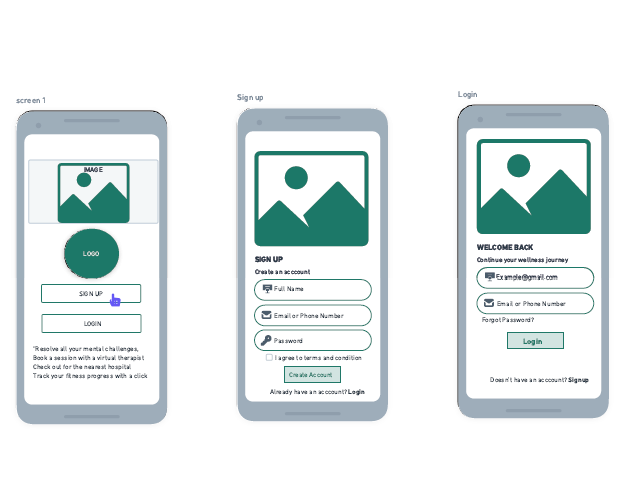 screen 1
IMAGE
LOGO
SIGN UP
LOGIN
"Resolve all your mental challenges,
Book a session with a virtual therapist
Check out for the nearest hospital
Track your fitness progress with a click
Sign up
SIGN UP
Create an acccount
Full Name
Email or Phone Number
Password
I agree to terms and condition
Create Account
Already have an acccount? Login
Login
WELCOME BACK
Continue your wellness journey
Example@gmail.com
Email or Phone Number
Forgot Password?
Login
Doesn't have an acccount? Signup